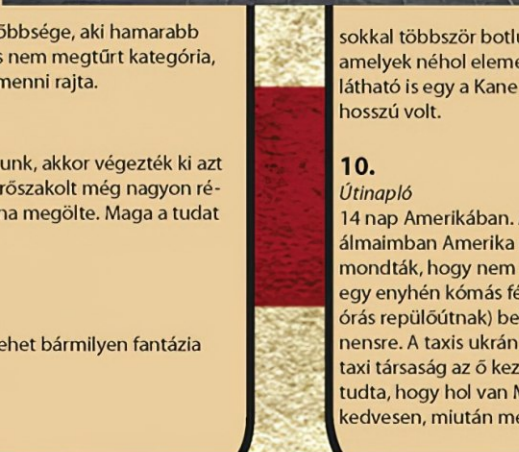 őbbsége, aki hamarabb
s nem megtűrt kategória,
menni rajta.
unk, akkor végezték ki azt
rőszakolt még nagyon ré-
na megölte. Maga a tudat
ehet bármilyen fantázia
sokkal többször botlu
amelyek néhol eleme
látható is egy a Kane
hosszú volt.
10.
Útinapló
14 nap Amerikában.
álmaimban Amerika
mondták, hogy nem
egy enyhén kómás fé
órás repülőútnak) be
nensre. A taxis ukrán
taxi társaság az ő kez
tudta, hogy hol van M
kedvesen, miután me